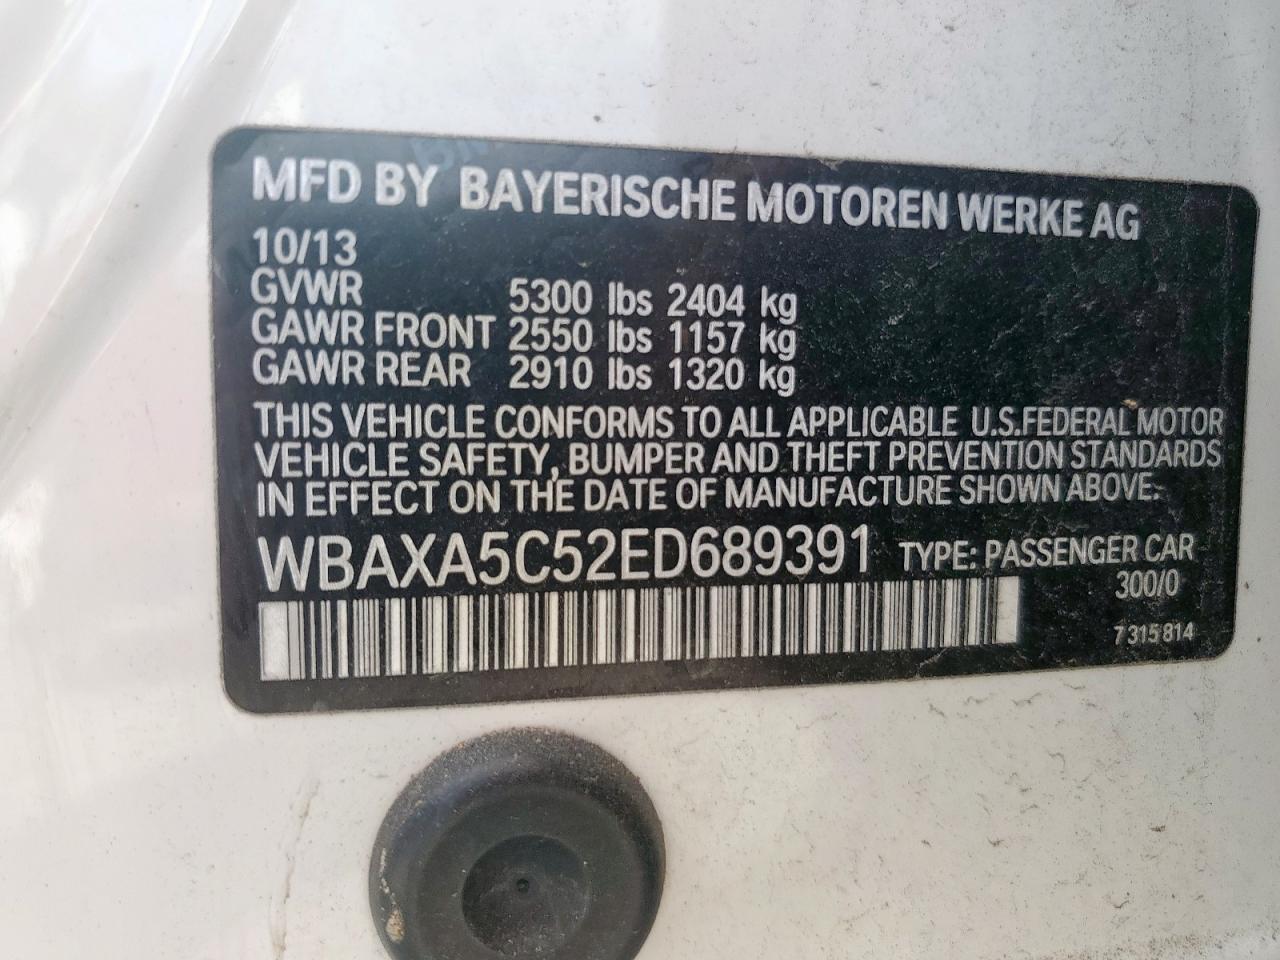 MFD BY BAYERISCHE MOTOREN WERKE AG
10/13
GVWR 5300 lbs 2404 kg
GAWR FRONT 2550 lbs 1157 kg
GAWR REAR 2910 lbs 1320 kg
THIS VEHICLE CONFORMS TO ALL APPLICABLE U.S.FEDERAL MOTOR
VEHICLE SAFETY, BUMPER AND THEFT PREVENTION STANDARDS
IN EFFECT ON THE DATE OF MANUFACTURE SHOWN ABOVE.
WBAXA5C52ED689391 TYPE: PASSENGER CAR
300/0
7 315 814